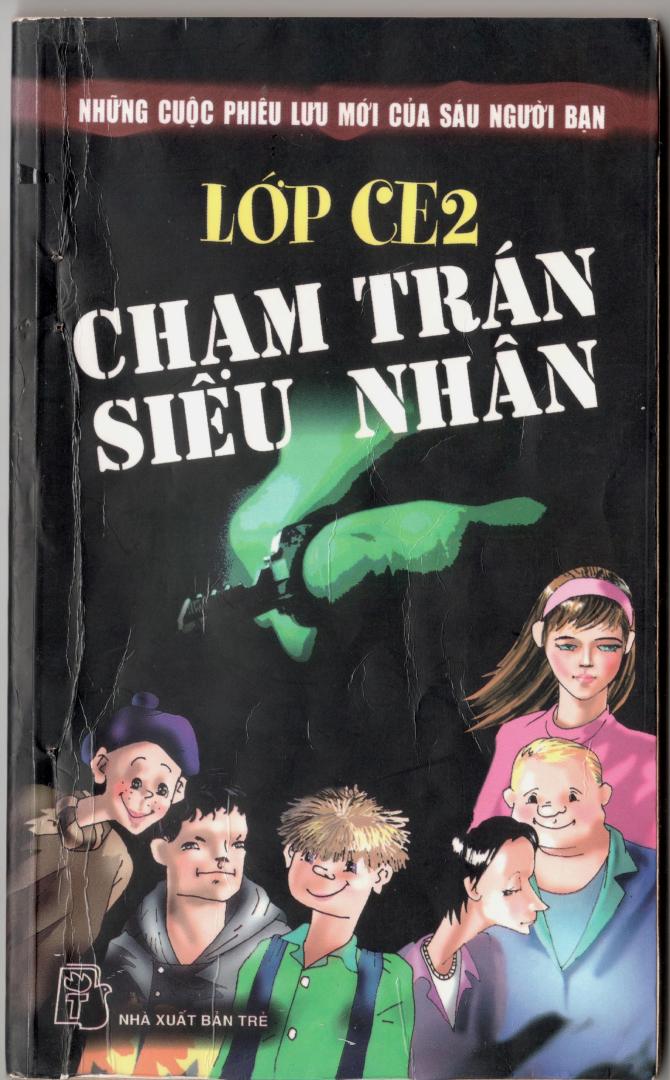 NHỮNG CUỘC PHIÊU LƯU MỚI CỦA SÁU NGƯỜI BẠN
LỚP CE2
CHẠM TRÁN
SIÊU NHÂN
T
NHÀ XUẤT BẢN TRẺ